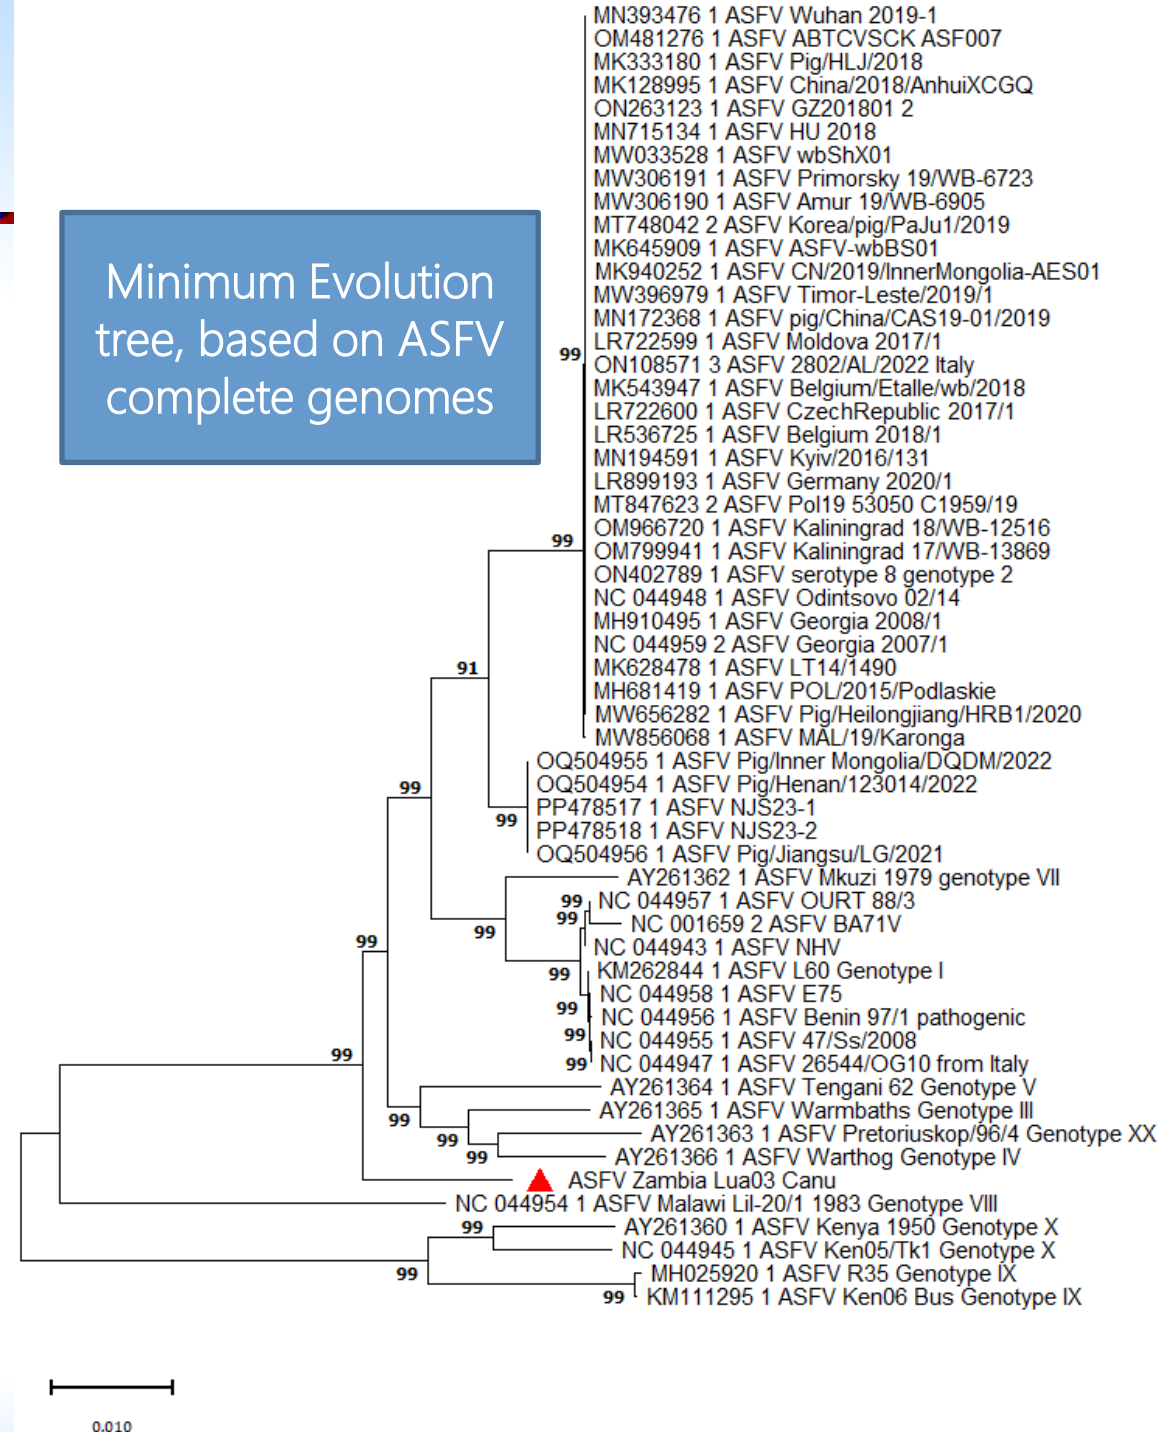 Minimum Evolution
tree, based on ASFV
complete genomes
MN393476 1 ASFV Wuhan 2019-1
OM481276 1 ASFV ABTCVSCK ASF007
MK333180 1 ASFV Pig/HLJ/2018
MK128995 1 ASFV China/2018/AnhuiXCGQ
ON263123 1 ASFV GZ201801 2
MN715134 1 ASFV HU 2018
MW033528 1 ASFV wbShX01
MW306191 1 ASFV Primorsky 19/WB-6723
MW306190 1 ASFV Amur 19/WB-6905
MT748042 2 ASFV Korea/pig/PaJu1/2019
MK645909 1 ASFV ASFV-wbBS01
MK940252 1 ASFV CN/2019/InnerMongolia-AES01
MW396979 1 ASFV Timor-Leste/2019/1
MN172368 1 ASFV pig/China/CAS19-01/2019
LR722599 1 ASFV Moldova 2017/1
99
ON108571 3 ASFV 2802/AL/2022 Italy
MK543947 1 ASFV Belgium/Etalle/wb/2018
LR722600 1 ASFV CzechRepublic 2017/1
LR536725 1 ASFV Belgium 2018/1
MN194591 1 ASFV Kyiv/2016/131
LR899193 1 ASFV Germany 2020/1
MT847623 2 ASFV Pol19 53050 C1959/19
OM966720 1 ASFV Kaliningrad 18/WB-12516
99
OM799941 1 ASFV Kaliningrad 17/WB-13869
ON402789 1 ASFV serotype 8 genotype 2
NC 044948 1 ASFV Odintsovo 02/14
MH910495 1 ASFV Georgia 2008/1
NC 044959 2 ASFV Georgia 2007/1
91
MK628478 1 ASFV LT14/1490
MH681419 1 ASFV POL/2015/Podlaskie
MW656282 1 ASFV Pig/Heilongjiang/HRB1/2020
MW856068 1 ASFV MAL/19/Karonga
OQ504955 1 ASFV Pig/Inner Mongolia/DQDM/2022
99
OQ504954 1 ASFV Pig/Henan/123014/2022
PP478517 1 ASFV NJS23-1
99
PP478518 1 ASFV NJS23-2
OQ504956 1 ASFV Pig/Jiangsu/LG/2021
AY261362 1 ASFV Mkuzi 1979 genotype VII
99
NC 044957 1 ASFV OURT 88/3
99
NC 001659 2 ASFV BA71V
99
99
NC 044943 1 ASFV NHV
99
KM262844 1 ASFV L60 Genotype I
NC 044958 1 ASFV E75
99
NC 044956 1 ASFV Benin 97/1 pathogenic
99
NC 044955 1 ASFV 47/Ss/2008
99
99
NC 044947 1 ASFV 26544/OG10 from Italy
AY261364 1 ASFV Tengani 62 Genotype V
99
AY261365 1 ASFV Warmbaths Genotype III
99
AY261363 1 ASFV Pretoriuskop/96/4 Genotype XX
99
AY261366 1 ASFV Warthog Genotype IV
ASFV Zambia Lua03 Canu
NC 044954 1 ASFV Malawi Lil-20/1 1983 Genotype VIII
99
AY261360 1 ASFV Kenya 1950 Genotype X
NC 044945 1 ASFV Ken05/Tk1 Genotype X
99
MH025920 1 ASFV R35 Genotype IX
99
KM111295 1 ASFV Ken06 Bus Genotype IX
0.010